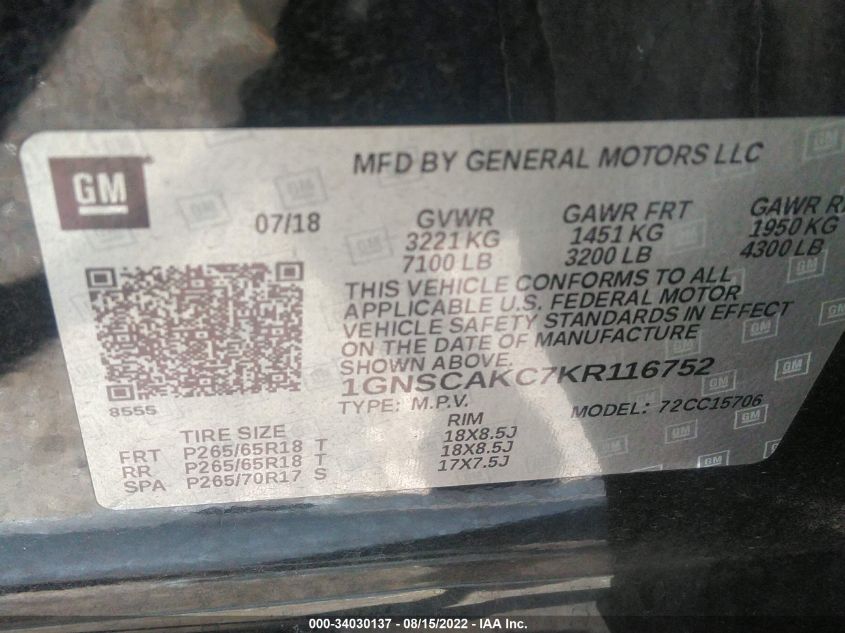 GM
MFD BY GENERAL MOTORS LLC
07/18
GVWR GAWR FRT GAWR
3221 KG 1451 KG 1950 KG
7100 LB 3200 LB 4300 LB
THIS VEHICLE CONFORMS TO ALL
APPLICABLE U.S. FEDERAL MOTOR
VEHICLE SAFETY STANDARDS IN EFFECT
ON THE DATE OF MANUFACTURE
SHOWN ABOVE.
1GNSCAKC7KR116752
8555
TYPE: M.P.V. MODEL: 72CC15706
TIRE SIZE RIM
FRT P265/65R18 T 18X8.5J
RR P265/65R18 T 18X8.5J
SPA P265/70R17 S 17X7.5J
000-34030137 - 08/15/2022 - IAA Inc.